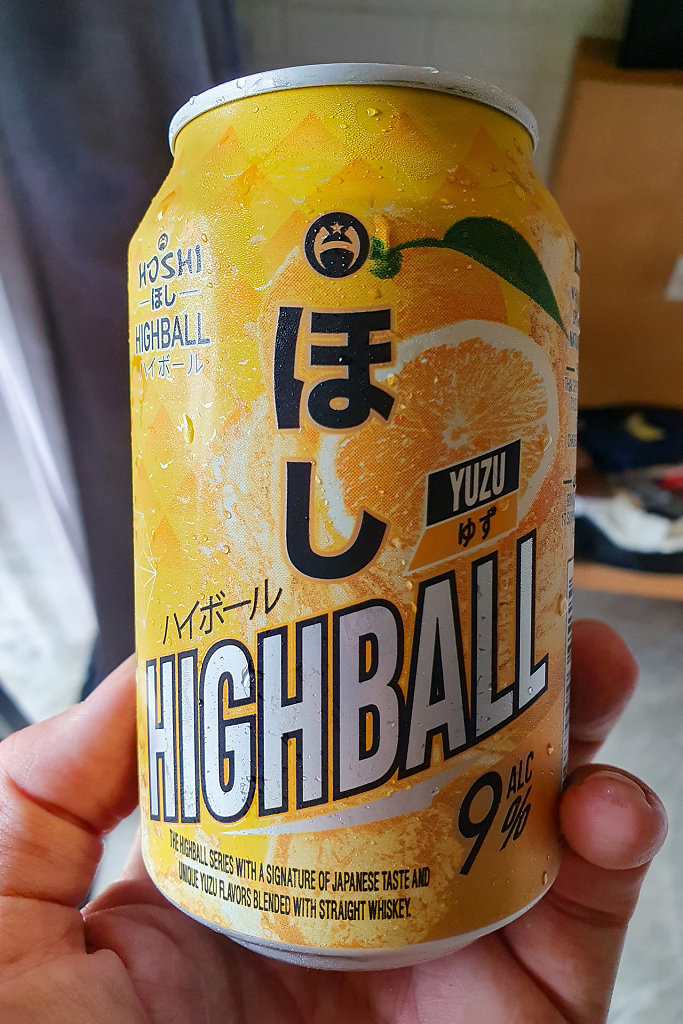 HOSHI
ほし
HIGHBALL
ハイボール
ほし
YUZU
ゆず
ハイボール
HIGHBALL
9% ALC
THE HIGHBALL SERIES WITH A SIGNATURE OF JAPANESE TASTE AND
UNIQUE YUZU FLAVORS BLENDED WITH STRAIGHT WHISKEY.